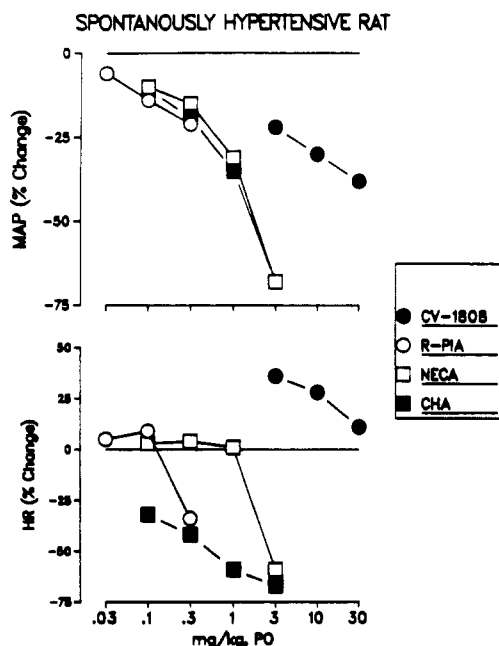 SPONTANOUSLY HYPERTENSIVE RAT
0
-25
-50
-75
MAP (% Change)
50
25
0
-25
-50
-75
HR (% Change)
.03 .1 .3 1 3 10 30
mg/kg, PO
CV-1808
R-PIA
NECA
CHA